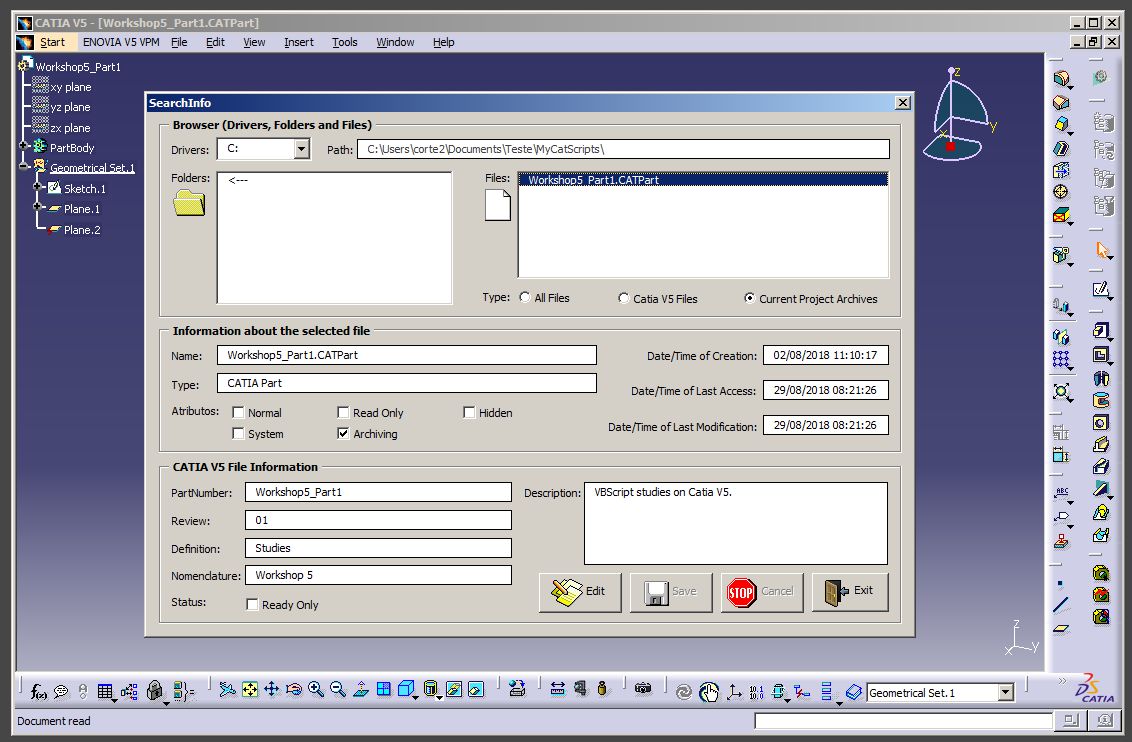 CATIA V5 - [Workshop5_Part1.CATPart]
Start ENOVIA V5 VPM File Edit View Insert Tools Window Help
Workshop5_Part1
xy plane
yz plane
zx plane
PartBody
Geometrical Set.1
Sketch.1
Plane.1
Plane.2
z
y
x
SearchInfo
Browser (Drivers, Folders and Files)
Drivers: C: Path: C:\Users\corte2\Documents\Teste\MyCatScripts\
Folders: <--- Files: Workshop5_Part1.CATPart
Type: All Files Catia V5 Files Current Project Archives
Information about the selected file
Name: Workshop5_Part1.CATPart Date/Time of Creation: 02/08/2018 11:10:17
Type: CATIA Part Date/Time of Last Access: 29/08/2018 08:21:26
Atributos: Normal Read Only Hidden
System Archiving Date/Time of Last Modification: 29/08/2018 08:21:26
CATIA V5 File Information
PartNumber: Workshop5_Part1 Description: VBScript studies on Catia V5.
Review: 01
Definition: Studies
Nomenclature: Workshop 5
Status: Ready Only
Edit Save STOP Cancel Exit
ABC
z
y
x
f(x) 10.1 Geometrical Set.1
DS CATIA
Document read